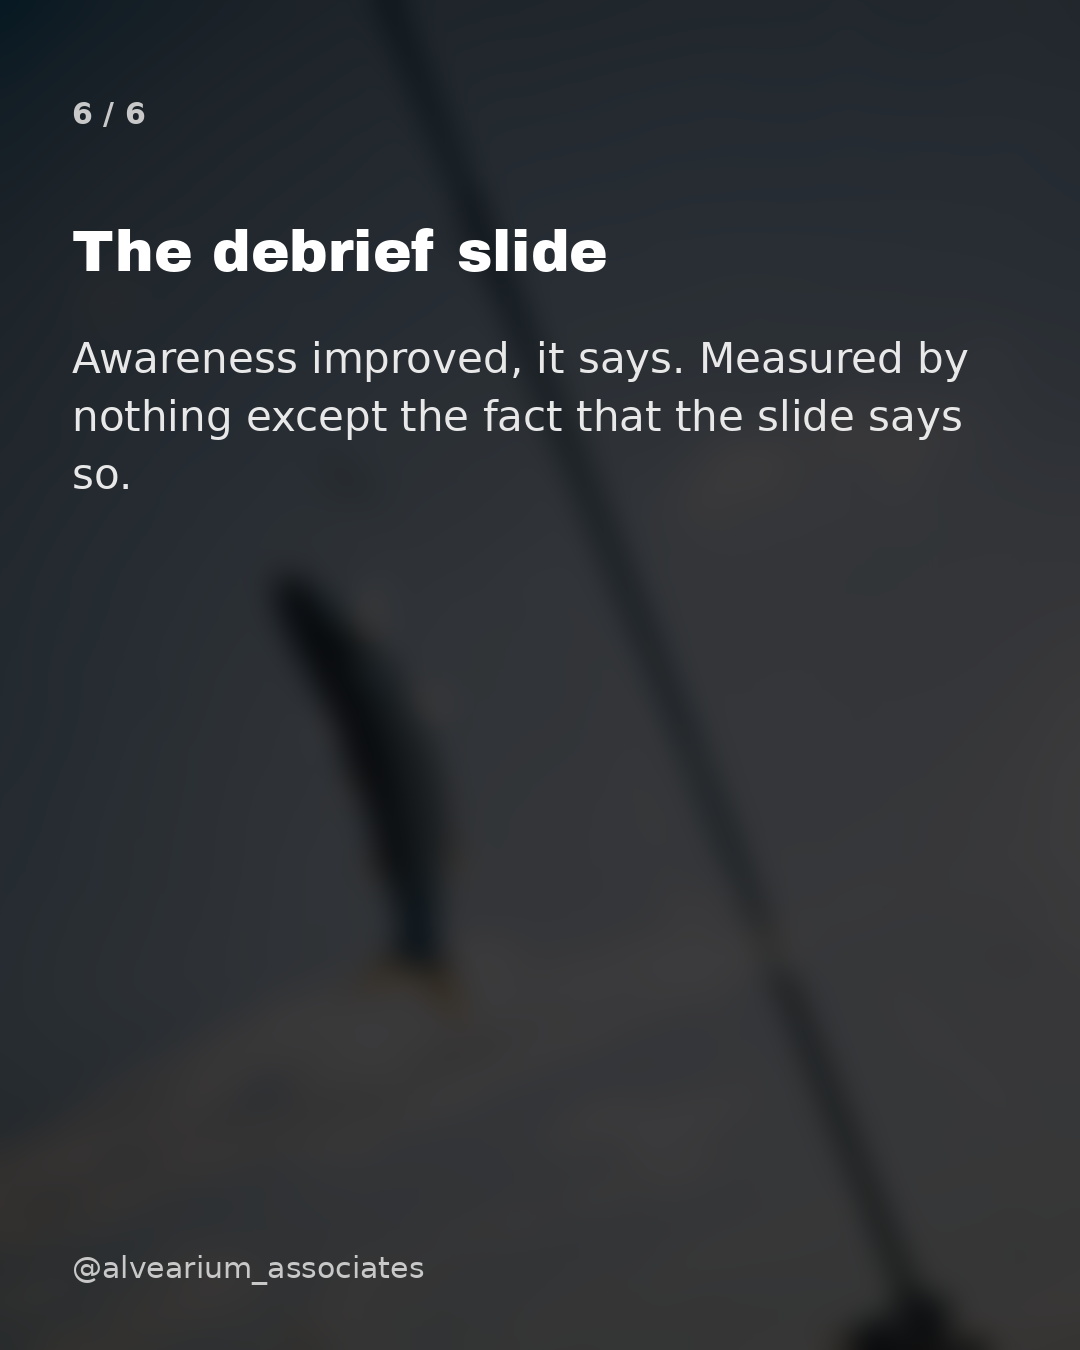 6 / 6
The debrief slide
Awareness improved, it says. Measured by
nothing except the fact that the slide says
so.
@alvearium_associates